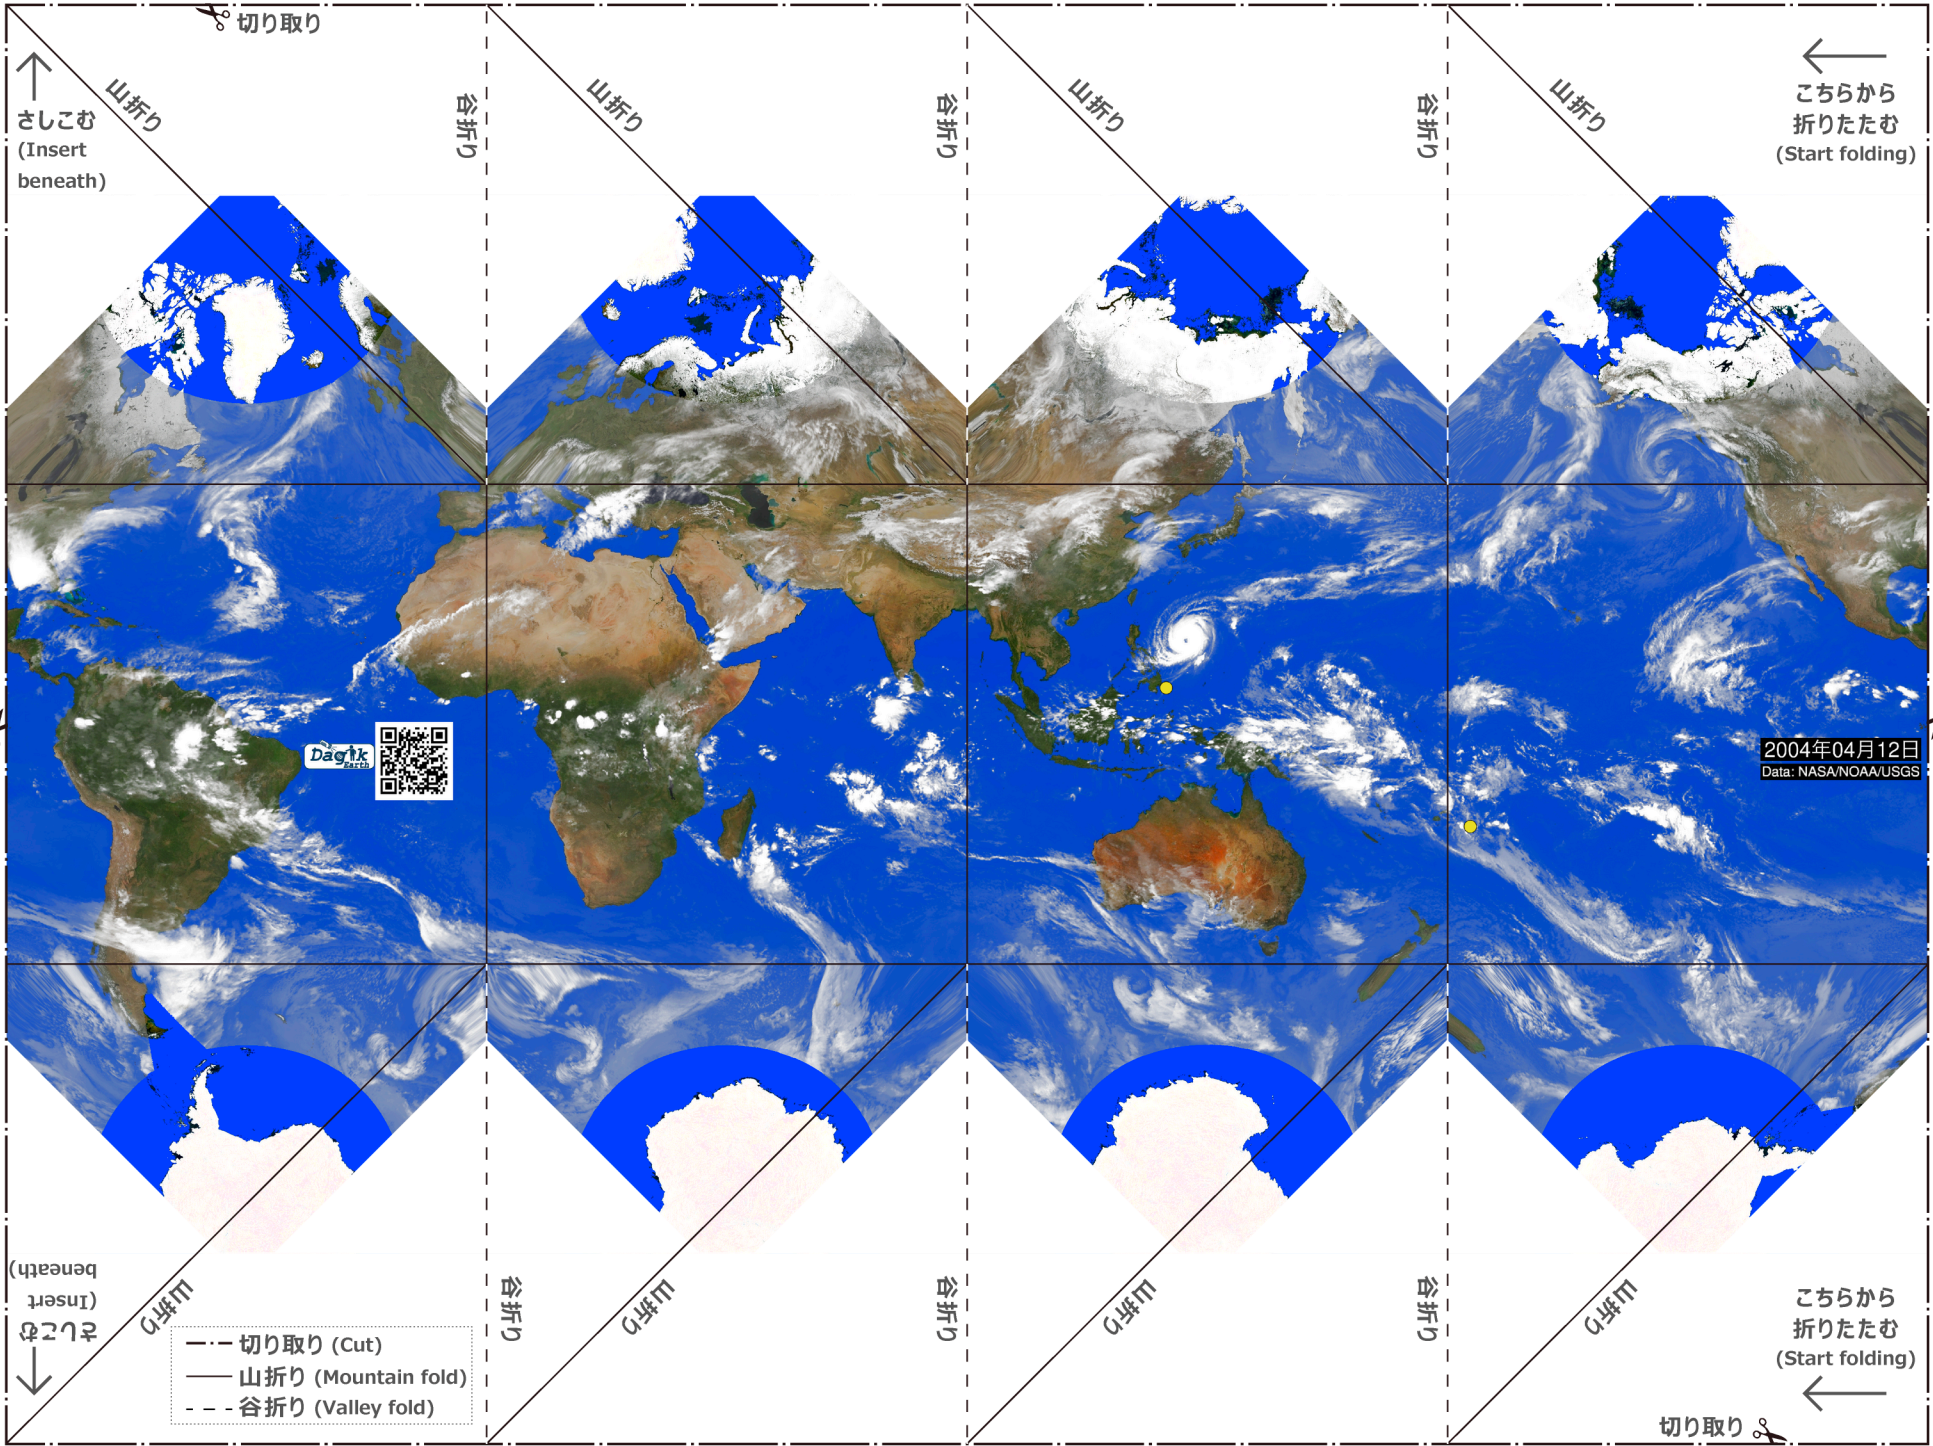 切り取り
山折り
谷折り
山折り
谷折り
山折り
谷折り
山折り
さしこむ
(Insert
beneath)
こちらから
折りたたむ
(Start folding)
Dagik
Earth
2004年04月12日
Data: NASA/NOAA/USGS
さしこむ
(Insert
beneath)
山折り
谷折り
山折り
谷折り
山折り
谷折り
山折り
切り取り (Cut)
山折り (Mountain fold)
谷折り (Valley fold)
こちらから
折りたたむ
(Start folding)
切り取り